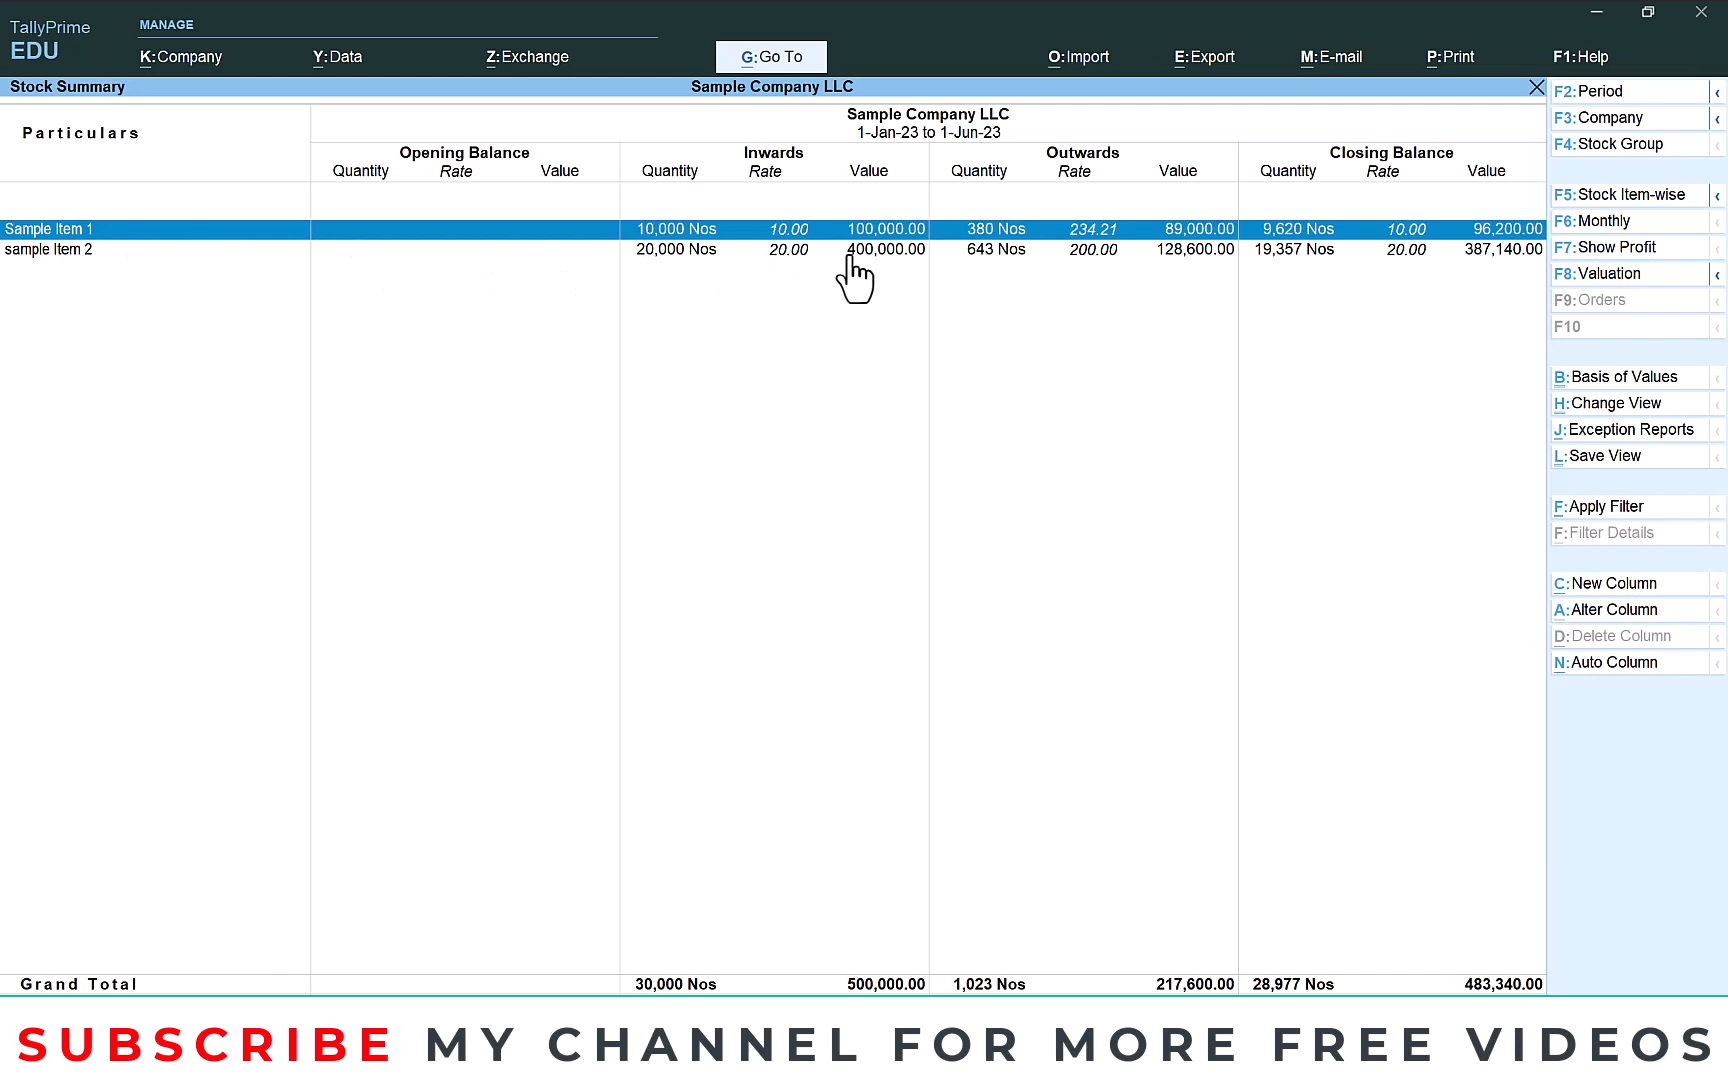 TallyPrime
EDU
MANAGE
K:Company Y:Data Z:Exchange G:Go To O:Import E:Export M:E-mail P:Print F1:Help
Stock Summary Sample Company LLC
Particulars
Sample Company LLC
1-Jan-23 to 1-Jun-23
Opening Balance Inwards Outwards Closing Balance
Quantity Rate Value Quantity Rate Value Quantity Rate Value Quantity Rate Value
Sample Item 1 10,000 Nos 10.00 100,000.00 380 Nos 234.21 89,000.00 9,620 Nos 10.00 96,200.00
sample Item 2 20,000 Nos 20.00 400,000.00 643 Nos 200.00 128,600.00 19,357 Nos 20.00 387,140.00
Grand Total 30,000 Nos 500,000.00 1,023 Nos 217,600.00 28,977 Nos 483,340.00
F2:Period
F3:Company
F4:Stock Group
F5:Stock Item-wise
F6:Monthly
F7:Show Profit
F8:Valuation
F9:Orders
F10
B:Basis of Values
H:Change View
J:Exception Reports
L:Save View
F:Apply Filter
F:Filter Details
C:New Column
A:Alter Column
D:Delete Column
N:Auto Column
SUBSCRIBE MY CHANNEL FOR MORE FREE VIDEOS